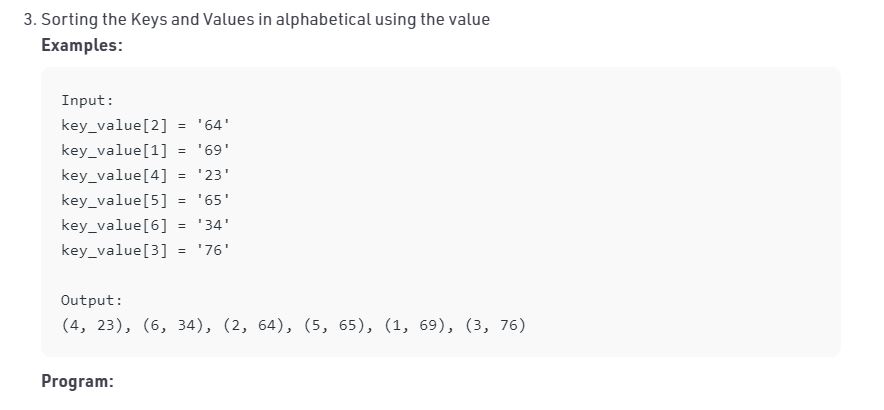 3. Sorting the Keys and Values in alphabetical using the value
Examples:
Input:
key_value[2] = '64'
key_value[1] = '69'
key_value[4] = '23'
key_value[5] = '65'
key_value[6] = '34'
key_value[3] = '76'
Output:
(4, 23), (6, 34), (2, 64), (5, 65), (1, 69), (3, 76)
Program: